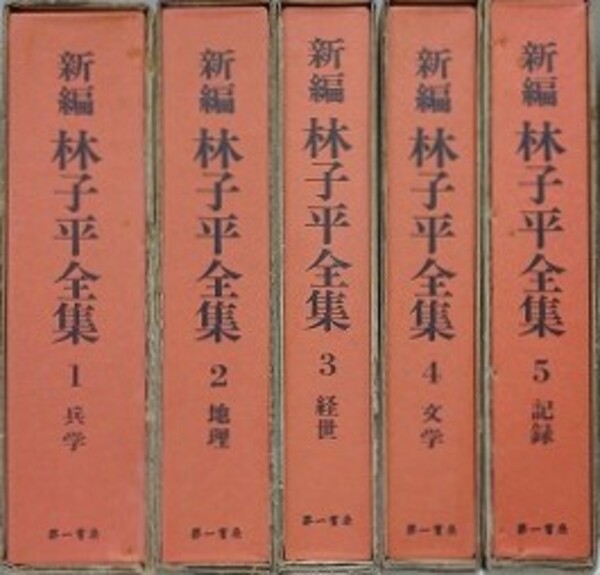 新編 林子平全集 1 兵学 第一書房
新編 林子平全集 2 地理 第一書房
新編 林子平全集 3 経世 第一書房
新編 林子平全集 4 文学 第一書房
新編 林子平全集 5 記録 第一書房